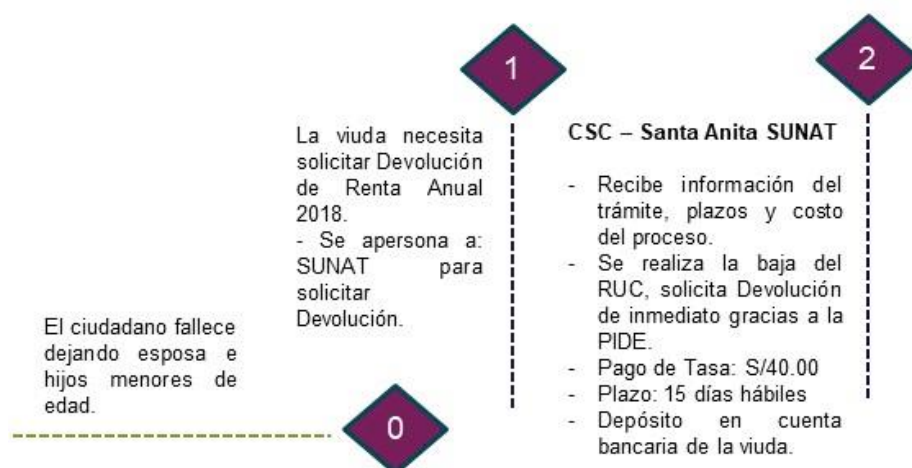 1
2
La viuda necesita
solicitar Devolución
de Renta Anual
2018.
- Se apersona a:
SUNAT para
solicitar
Devolución.
CSC – Santa Anita SUNAT
- Recibe información del
trámite, plazos y costo
del proceso.
- Se realiza la baja del
RUC, solicita Devolución
de inmediato gracias a la
PIDE.
- Pago de Tasa: S/40.00
- Plazo: 15 días hábiles
- Depósito en cuenta
bancaria de la viuda.
El ciudadano fallece
dejando esposa e
hijos menores de
edad.
0